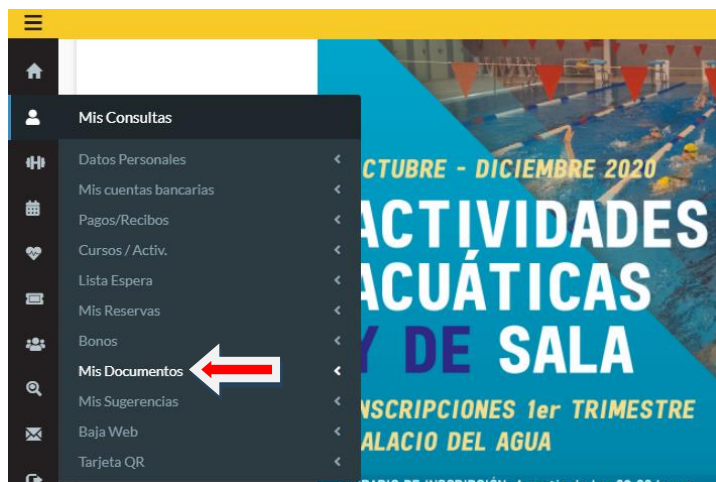 Mis Consultas
Datos Personales
Mis cuentas bancarias
Pagos/Recibos
Cursos / Activ.
Lista Espera
Mis Reservas
Bonos
Mis Documentos
Mis Sugerencias
Baja Web
Tarjeta QR
CTUBRE - DICIEMBRE 2020
ACTIVIDADES
ACUÁTICAS
Y DE SALA
NSCRIPCIONES 1er TRIMESTRE
ALACIO DEL AGUA